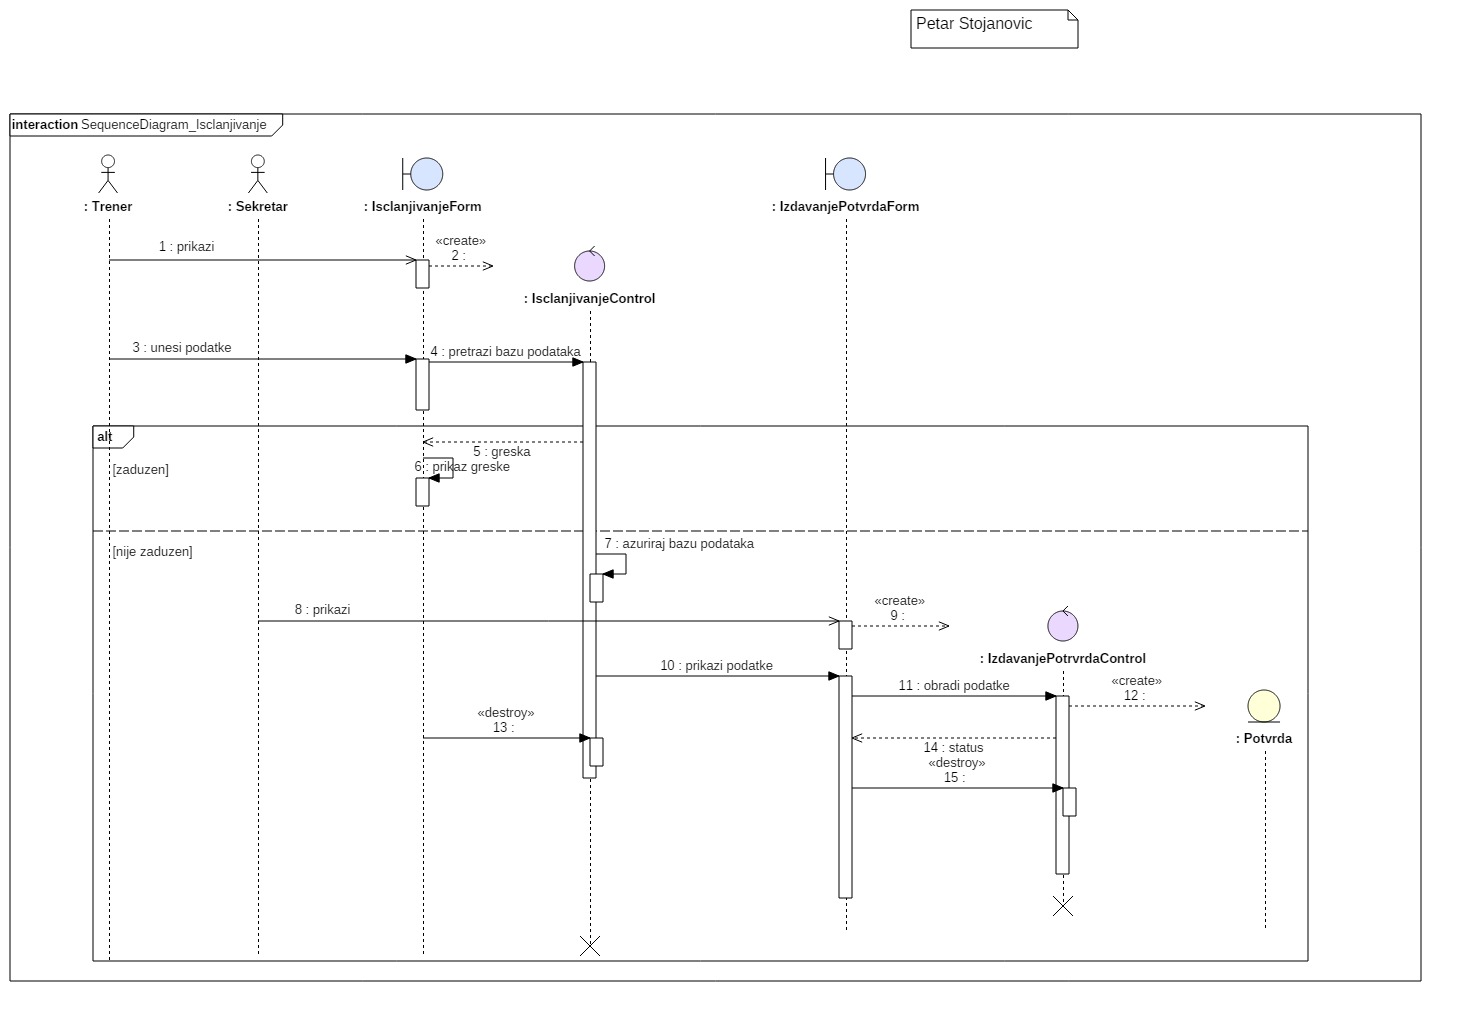 Petar Stojanovic
interaction SequenceDiagram_Isclanjivanje
: Trener
: Sekretar
: IsclanjivanjeForm
: IzdavanjePotvrdaForm
1 : prikazi
«create»
2 :
: IsclanjivanjeControl
3 : unesi podatke
4 : pretrazi bazu podataka
alt
5 : greska
6 : prikaz greske
[zaduzen]
7 : azuriraj bazu podataka
[nije zaduzen]
8 : prikazi
«create»
9 :
: IzdavanjePotrvrdaControl
10 : prikazi podatke
11 : obradi podatke
«create»
12 :
: Potvrda
«destroy»
13 :
14 : status
«destroy»
15 :